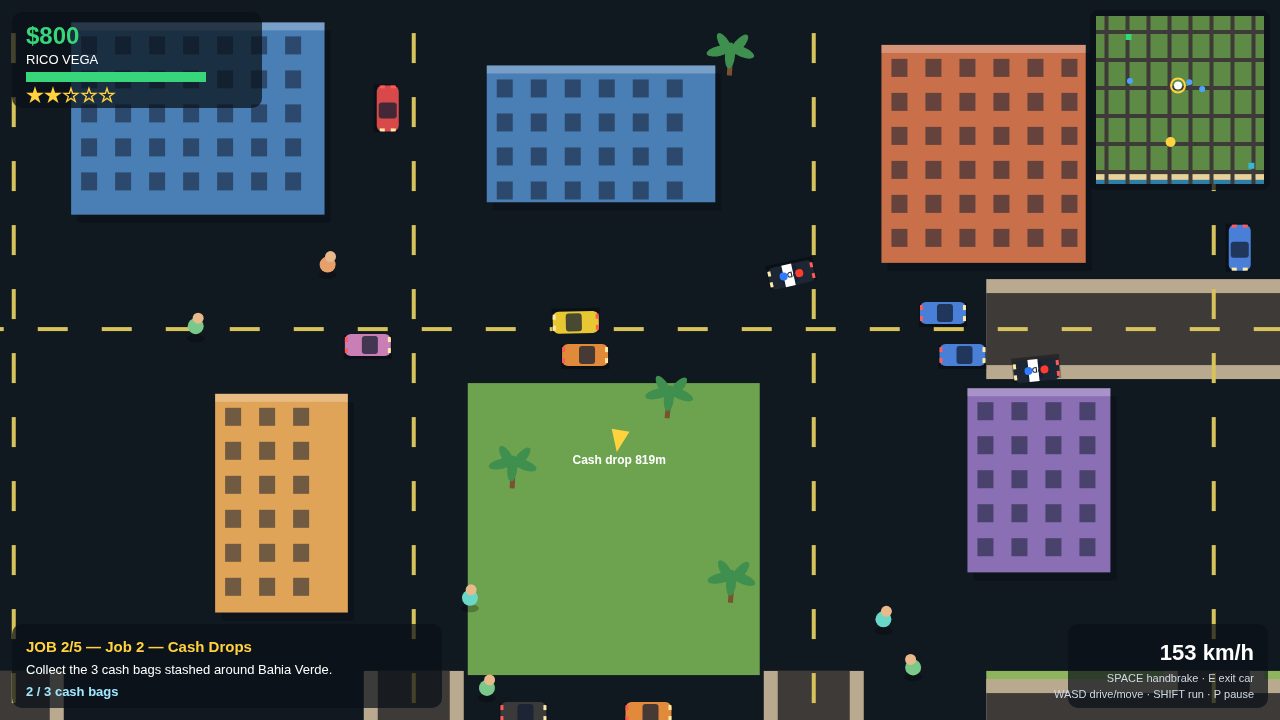 $800
RICO VEGA
★★☆☆☆
Cash drop 819m
JOB 2/5 — Job 2 — Cash Drops
Collect the 3 cash bags stashed around Bahia Verde.
2 / 3 cash bags
153 km/h
SPACE handbrake · E exit car
WASD drive/move · SHIFT run · P pause